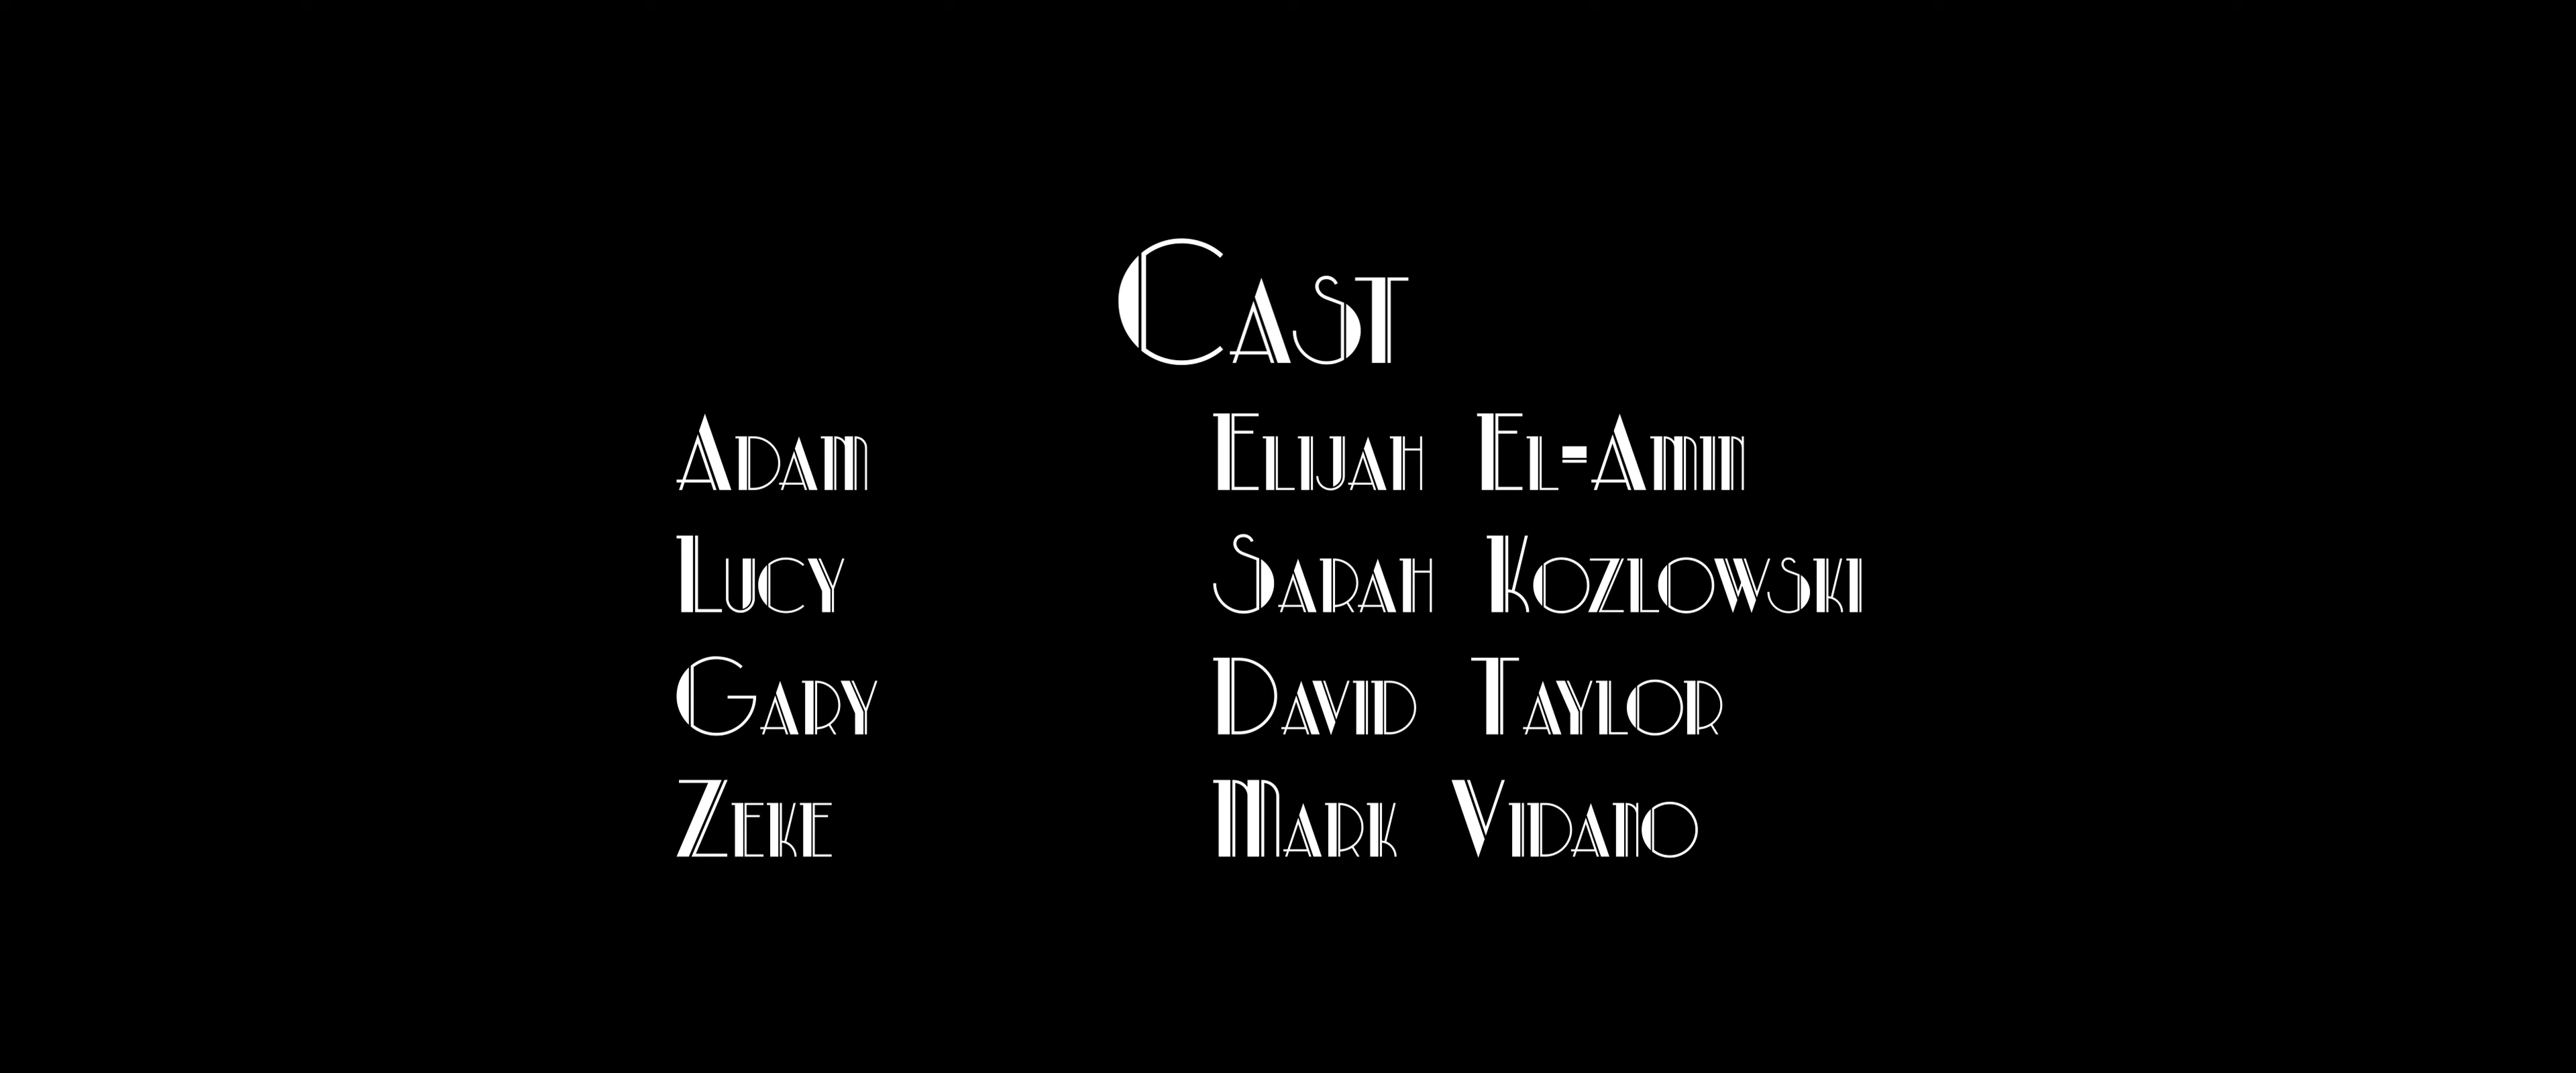 Cast
Adam Elijah El-Amin
Lucy Sarah Kozlowski
Gary David Taylor
Zeke Mark Vidano